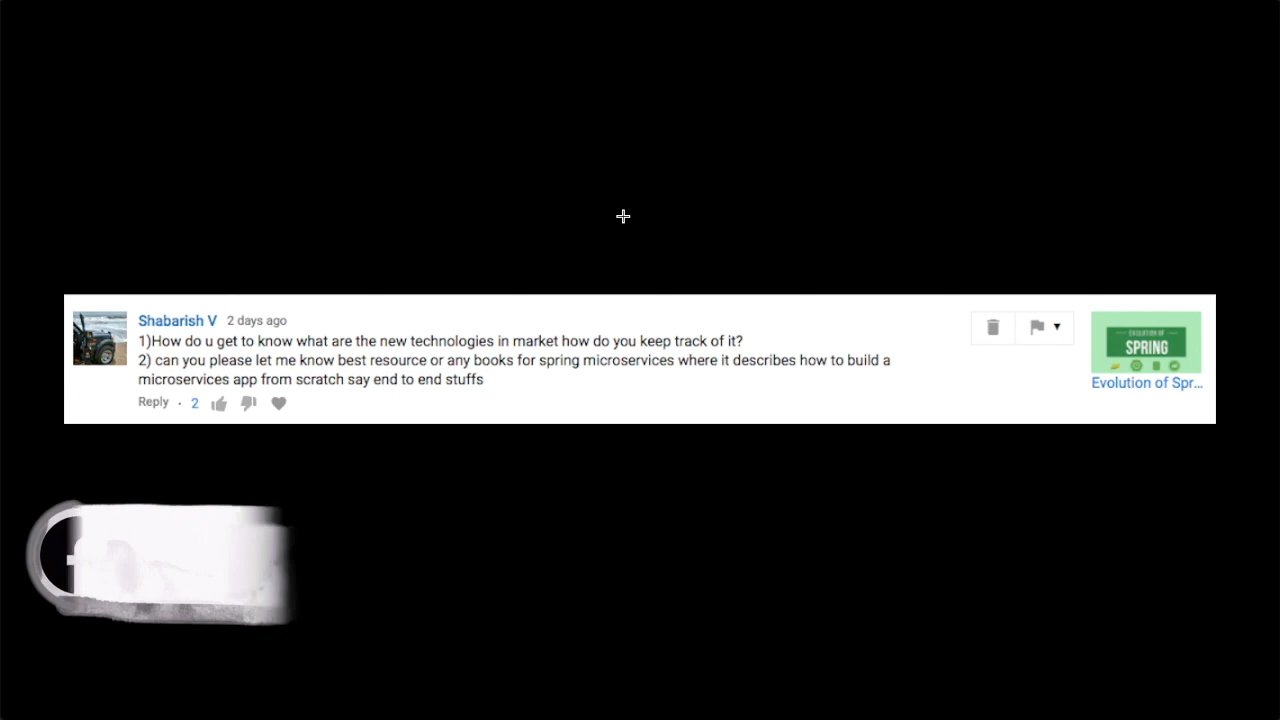 Shabarish V 2 days ago
1)How do u get to know what are the new technologies in market how do you keep track of it?
2) can you please let me know best resource or any books for spring microservices where it describes how to build a
microservices app from scratch say end to end stuffs
Reply · 2
EVOLUTION OF
SPRING
Evolution of Spr...